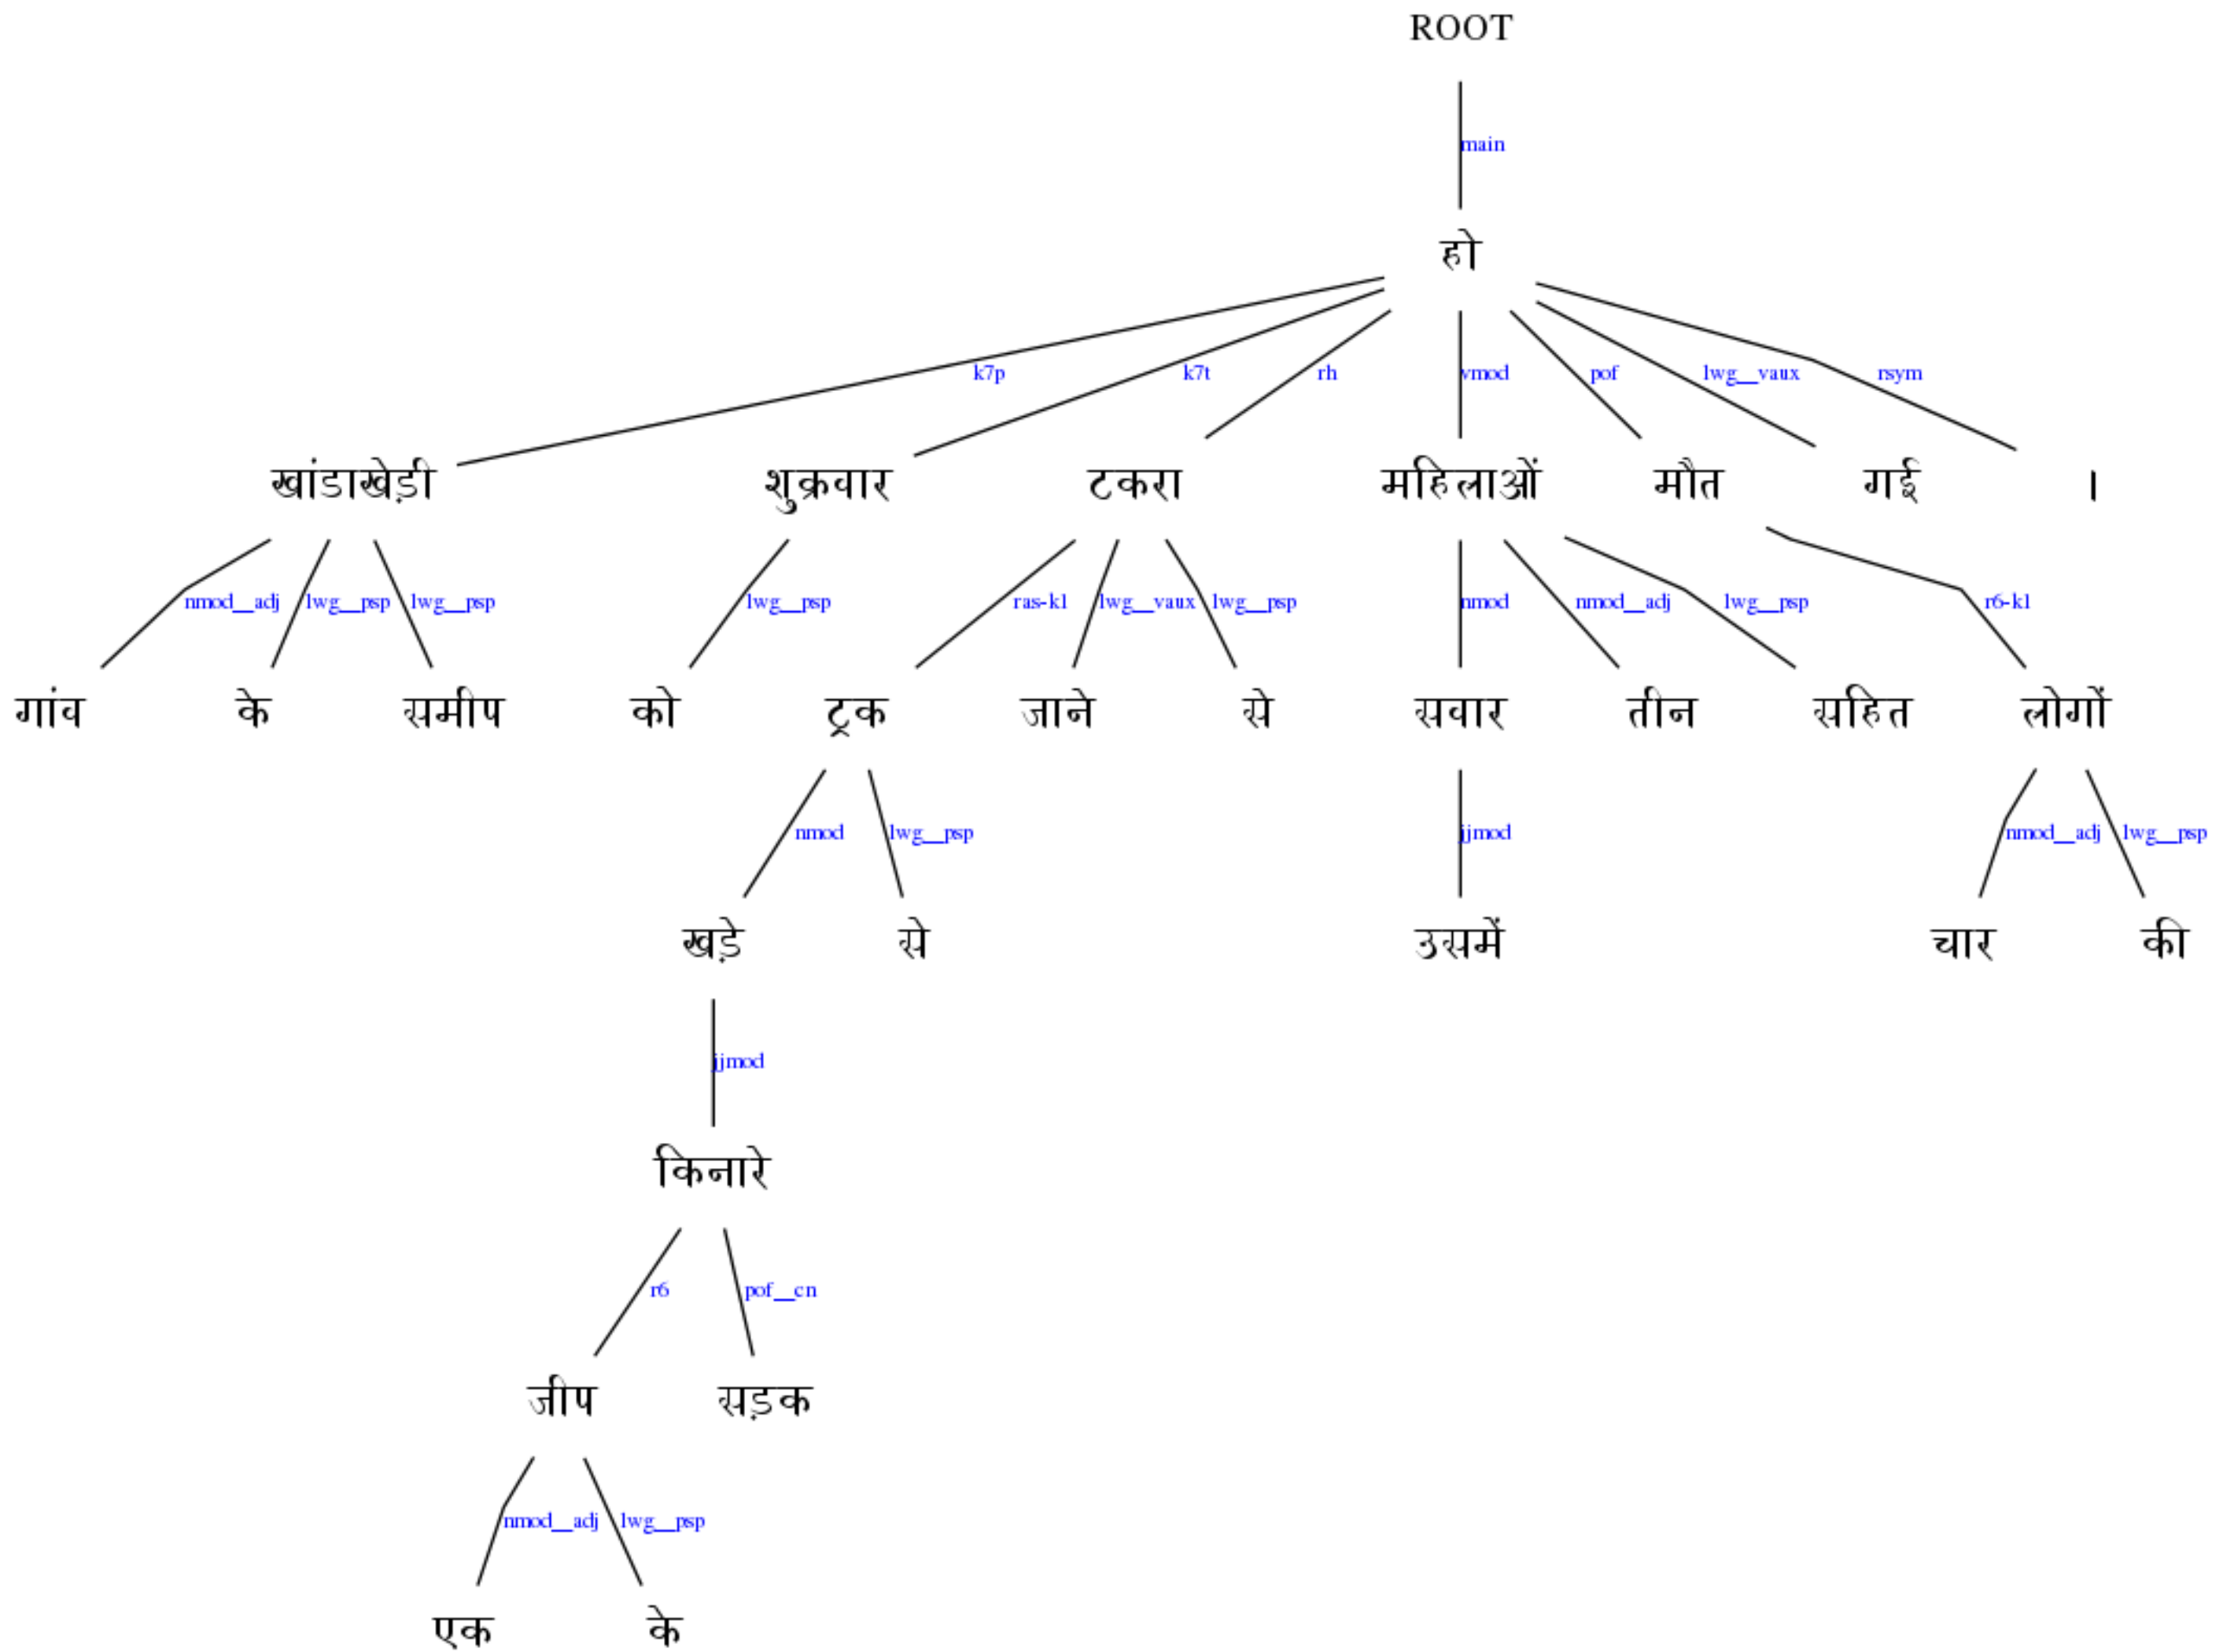 ROOT
main
हो
k7p k7t rh vmod pof lwg__vaux rsym
खांडाखेड़ी शुक्रवार टकरा महिलाओं मौत गई ।
nmod__adj lwg__psp lwg__psp lwg__psp ras-k1 lwg__vaux lwg__psp nmod nmod__adj lwg__psp r6-k1
गांव के समीप को ट्रक जाने से सवार तीन सहित लोगों
nmod lwg__psp jjmod nmod__adj lwg__psp
खड़े से उसमें चार की
jjmod
किनारे
r6 pof__cn
जीप सड़क
nmod__adj lwg__psp
एक के